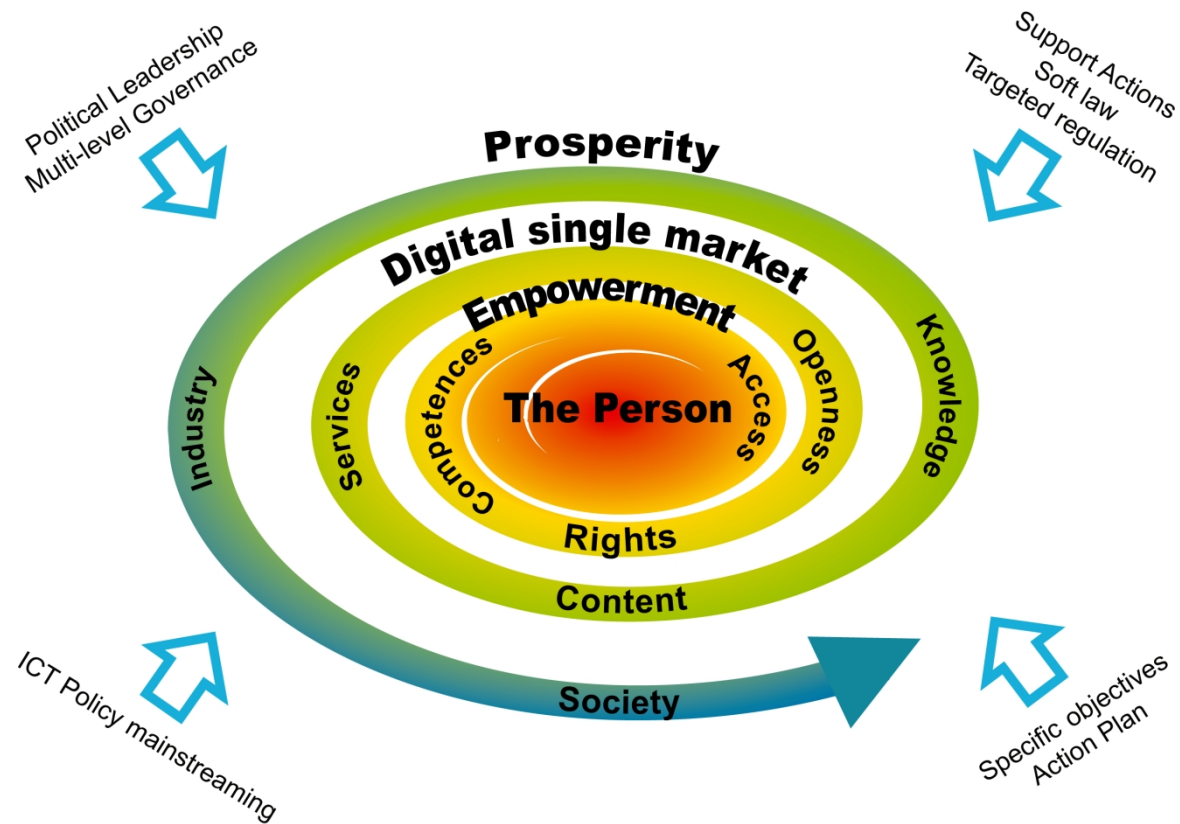 Political Leadership
Multi-level Governance
Support Actions
Soft law
Targeted regulation
Prosperity
Digital single market
Empowerment
The Person
Competences
Access
Rights
Services
Openness
Content
Industry
Knowledge
Society
ICT Policy mainstreaming
Specific objectives
Action Plan